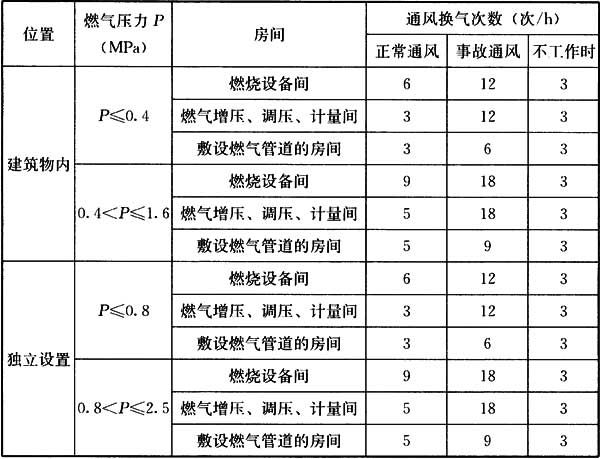 位置 燃气压力 P（MPa） 房间 通风换气次数（次/h）
正常通风 事故通风 不工作时
建筑物内 P≤0.4 燃烧设备间 6 12 3
燃气增压、调压、计量间 3 12 3
敷设燃气管道的房间 3 6 3
0.4<P≤1.6 燃烧设备间 9 18 3
燃气增压、调压、计量间 5 18 3
敷设燃气管道的房间 5 9 3
独立设置 P≤0.8 燃烧设备间 6 12 3
燃气增压、调压、计量间 3 12 3
敷设燃气管道的房间 3 6 3
0.8<P≤2.5 燃烧设备间 9 18 3
燃气增压、调压、计量间 5 18 3
敷设燃气管道的房间 5 9 3